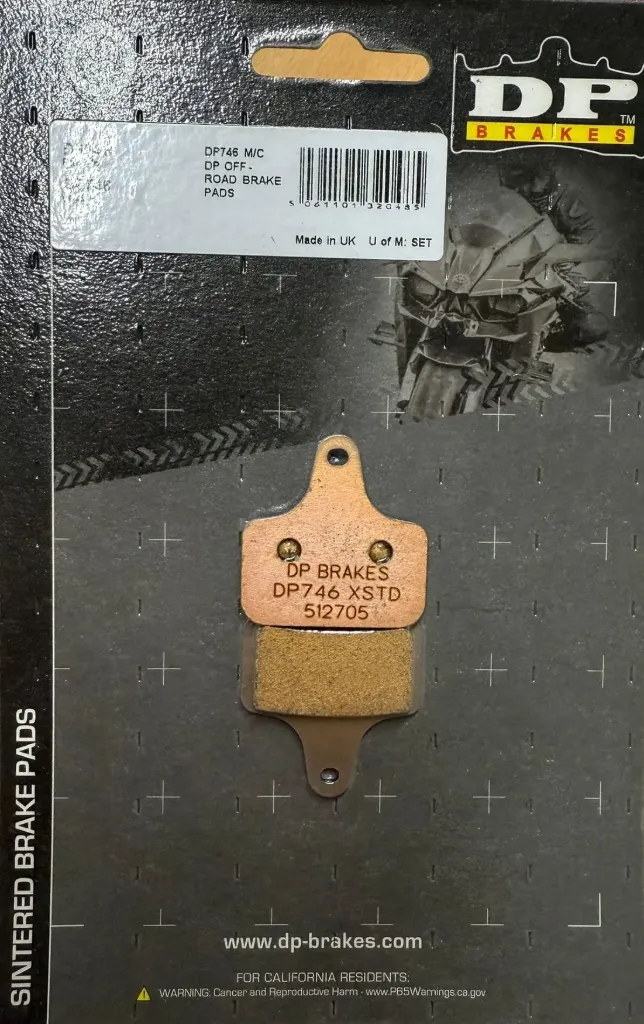 DP
TM
BRAKES
DP746 M/C
DP OFF-
ROAD BRAKE
PADS
5 061101 320485
Made in UK U of M: SET
DP BRAKES
DP746 XSTD
512705
SINTERED BRAKE PADS
www.dp-brakes.com
FOR CALIFORNIA RESIDENTS:
WARNING: Cancer and Reproductive Harm - www.P65Warnings.ca.gov